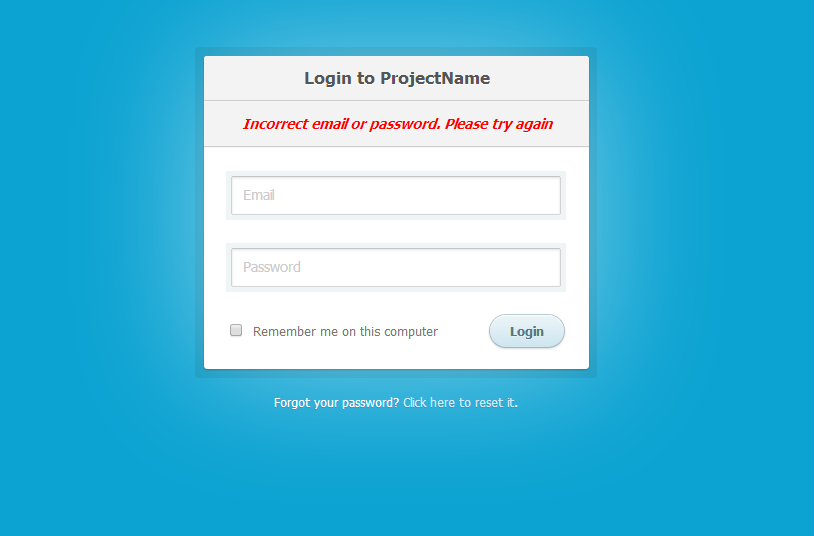 Login to ProjectName
Incorrect email or password. Please try again
Email
Password
Remember me on this computer
Login
Forgot your password? Click here to reset it.